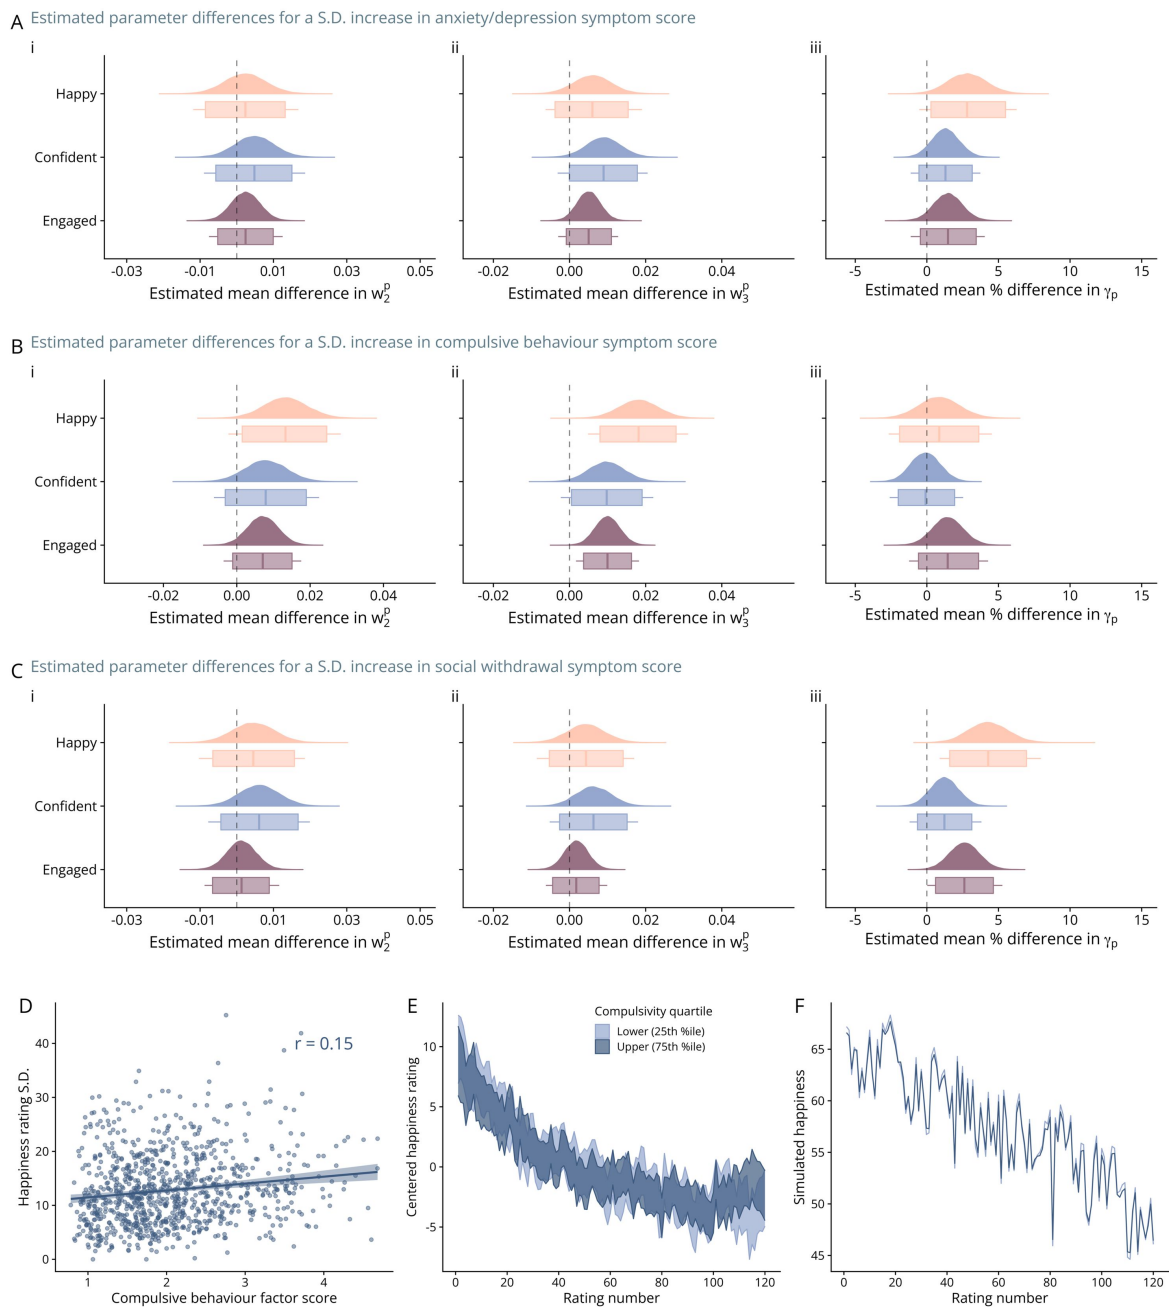 A Estimated parameter differences for a S.D. increase in anxiety/depression symptom score
i
ii
iii
Happy
Confident
Engaged
-0.03 -0.01 0.01 0.03 0.05
Estimated mean difference in w₂ᵖ
-0.02 0.00 0.02 0.04
Estimated mean difference in w₃ᵖ
-5 0 5 10 15
Estimated mean % difference in γₚ
B Estimated parameter differences for a S.D. increase in compulsive behaviour symptom score
i
ii
iii
Happy
Confident
Engaged
-0.02 0.00 0.02 0.04
Estimated mean difference in w₂ᵖ
-0.02 0.00 0.02 0.04
Estimated mean difference in w₃ᵖ
-5 0 5 10 15
Estimated mean % difference in γₚ
C Estimated parameter differences for a S.D. increase in social withdrawal symptom score
i
ii
iii
Happy
Confident
Engaged
-0.03 -0.01 0.01 0.03 0.05
Estimated mean difference in w₂ᵖ
-0.02 0.00 0.02 0.04
Estimated mean difference in w₃ᵖ
-5 0 5 10 15
Estimated mean % difference in γₚ
D
Happiness rating S.D.
40
30
20
10
0
r = 0.15
1 2 3 4
Compulsive behaviour factor score
E
Centered happiness rating
10
5
0
-5
Compulsivity quartile
Lower (25th %ile)
Upper (75th %ile)
0 20 40 60 80 100 120
Rating number
F
Simulated happiness
65
60
55
50
45
0 20 40 60 80 100 120
Rating number